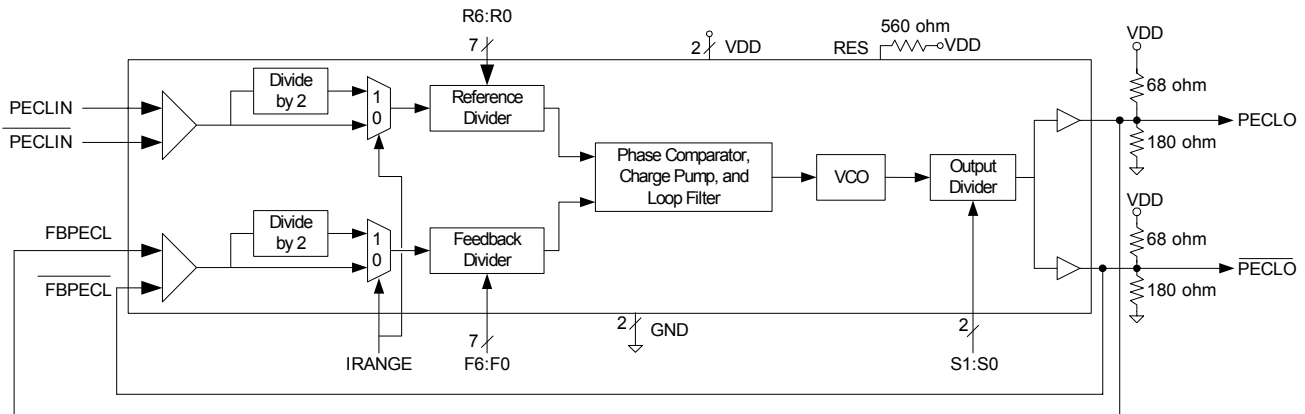 R6:R0
7
2
VDD
RES
560 ohm
VDD
VDD
68 ohm
180 ohm
PECLO
PECLIN
PECLIN
Divide
by 2
1
0
Reference
Divider
Phase Comparator,
Charge Pump, and
Loop Filter
VCO
Output
Divider
VDD
68 ohm
180 ohm
PECLO
FBPECL
FBPECL
Divide
by 2
1
0
Feedback
Divider
IRANGE
7
F6:F0
2
GND
2
S1:S0